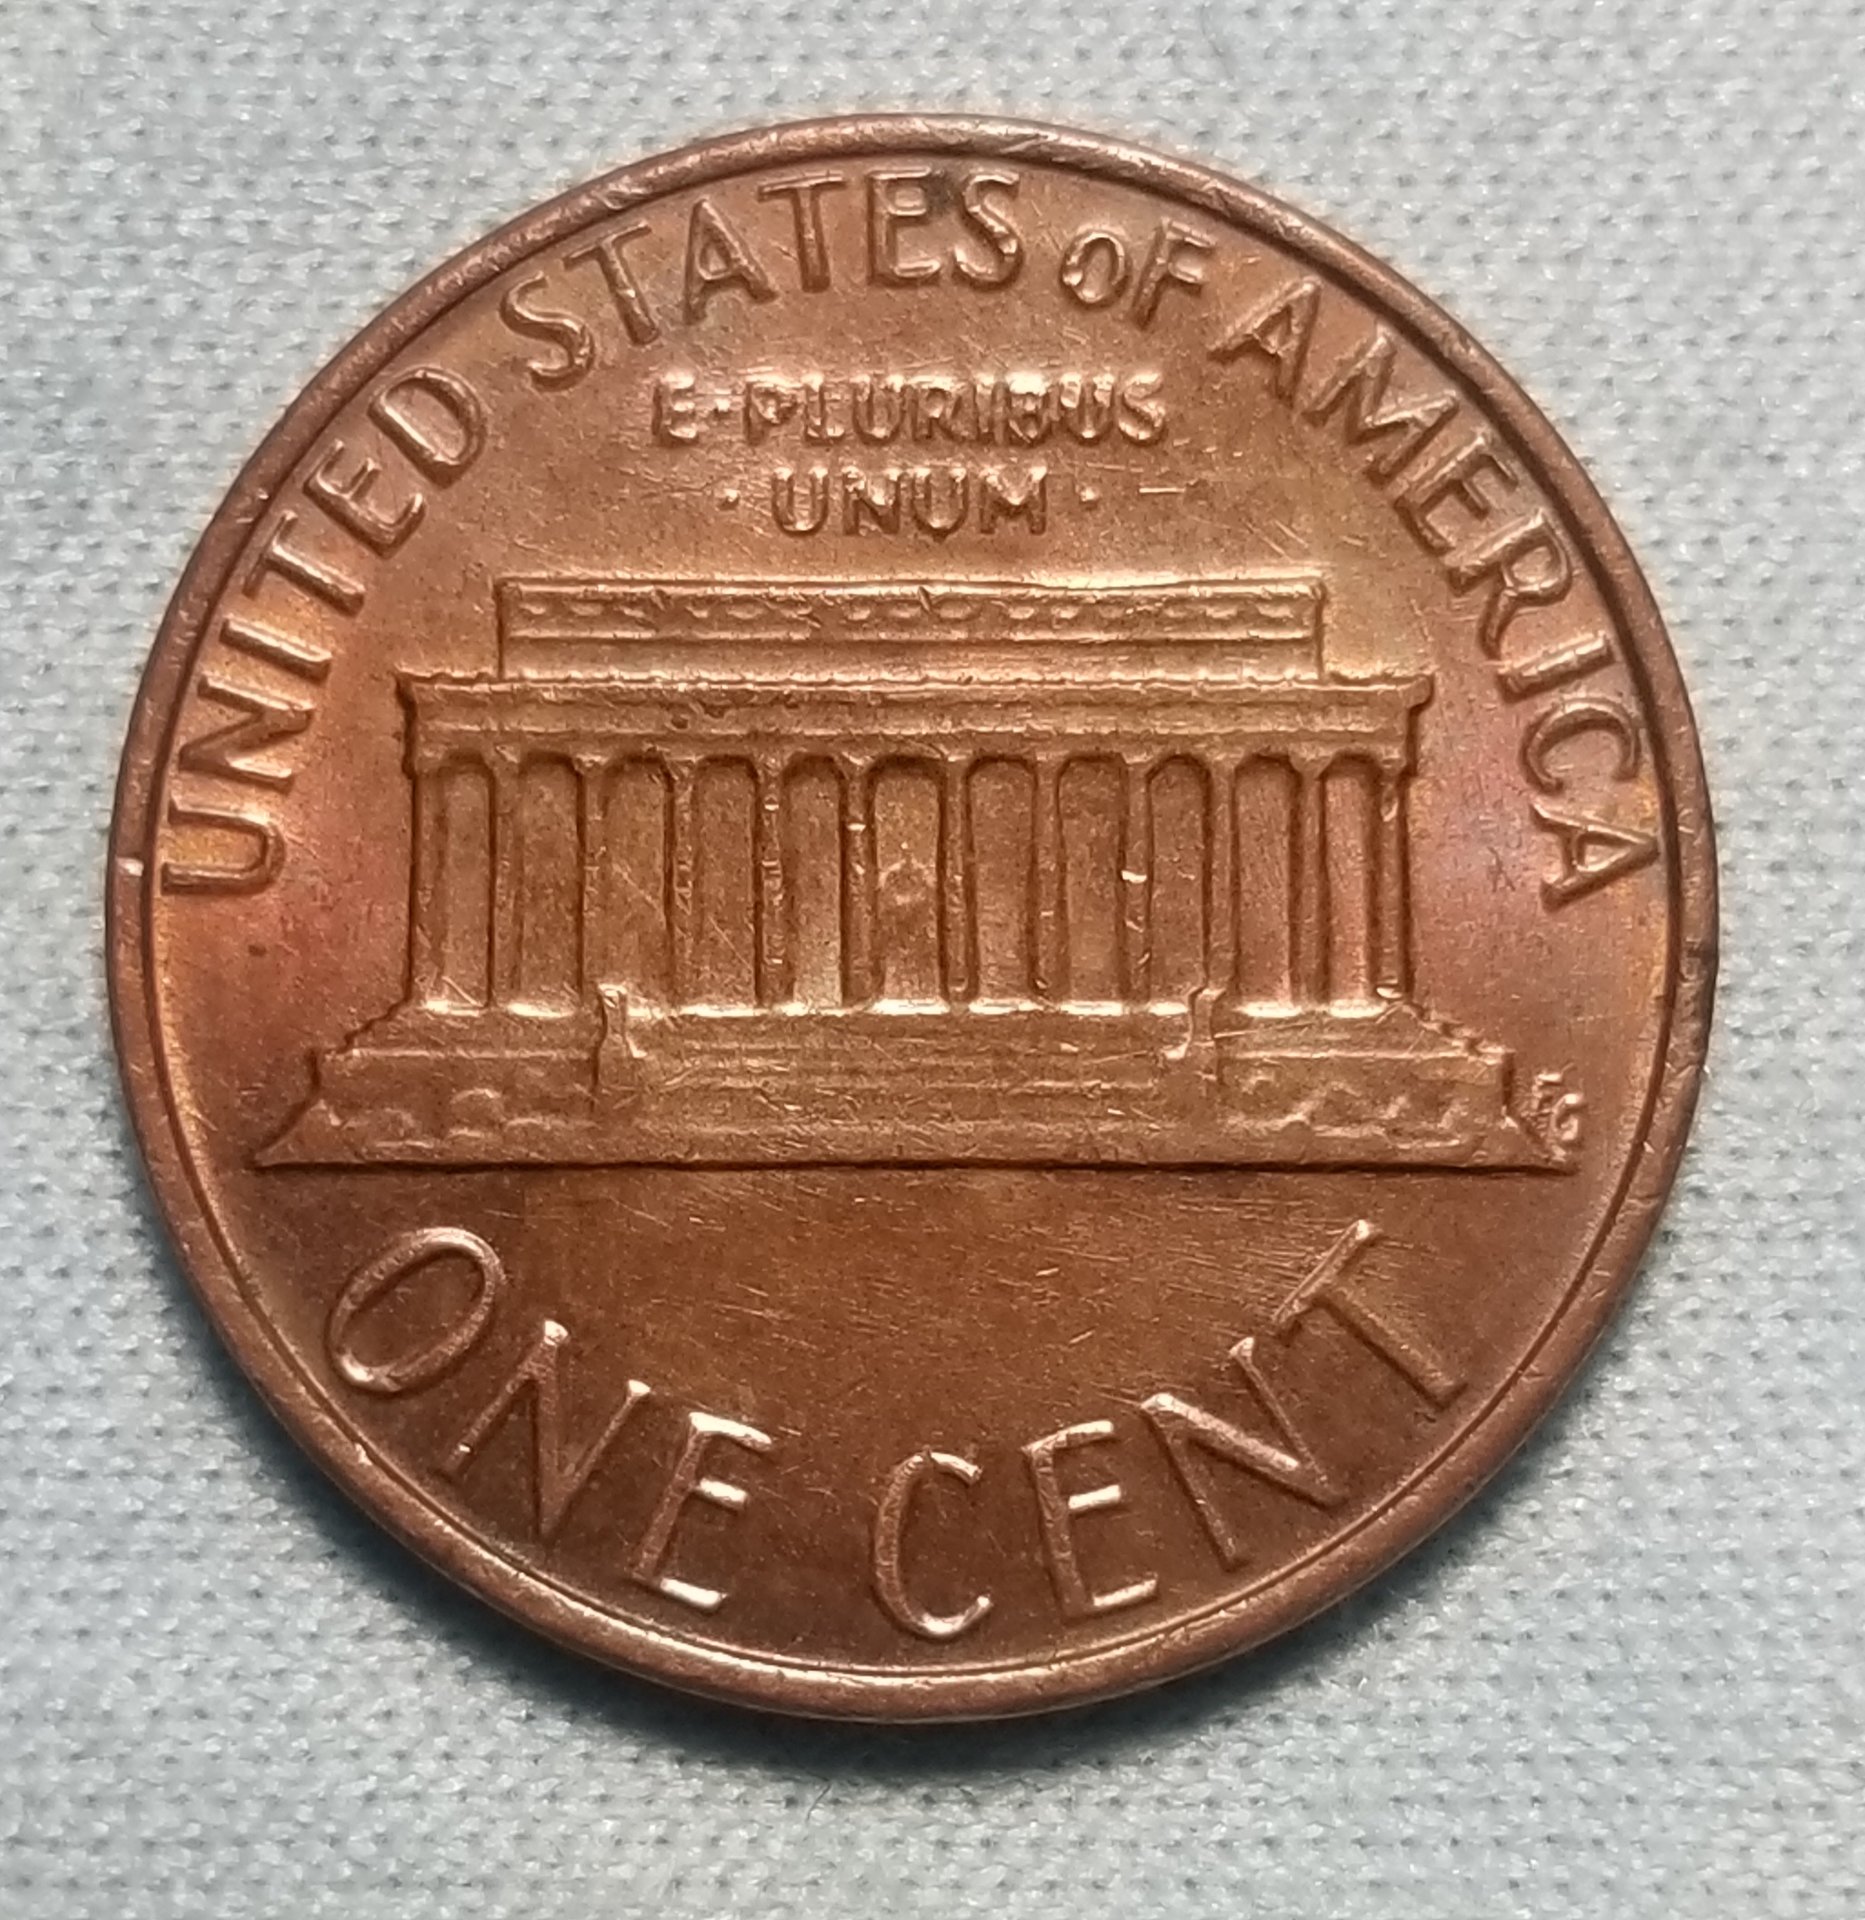 UNITED STATES OF AMERICA
E·PLURIBUS
·UNUM·
FG
ONE CENT